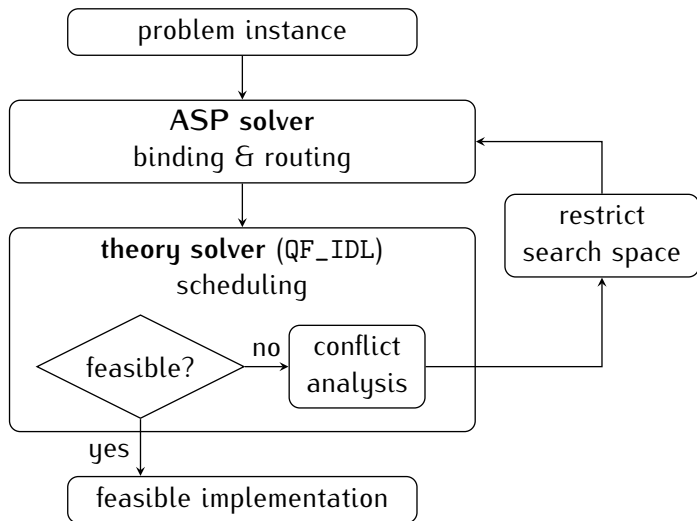 problem instance
ASP solver
binding & routing
theory solver (QF_IDL)
scheduling
restrict
search space
feasible?
no
conflict
analysis
yes
feasible implementation